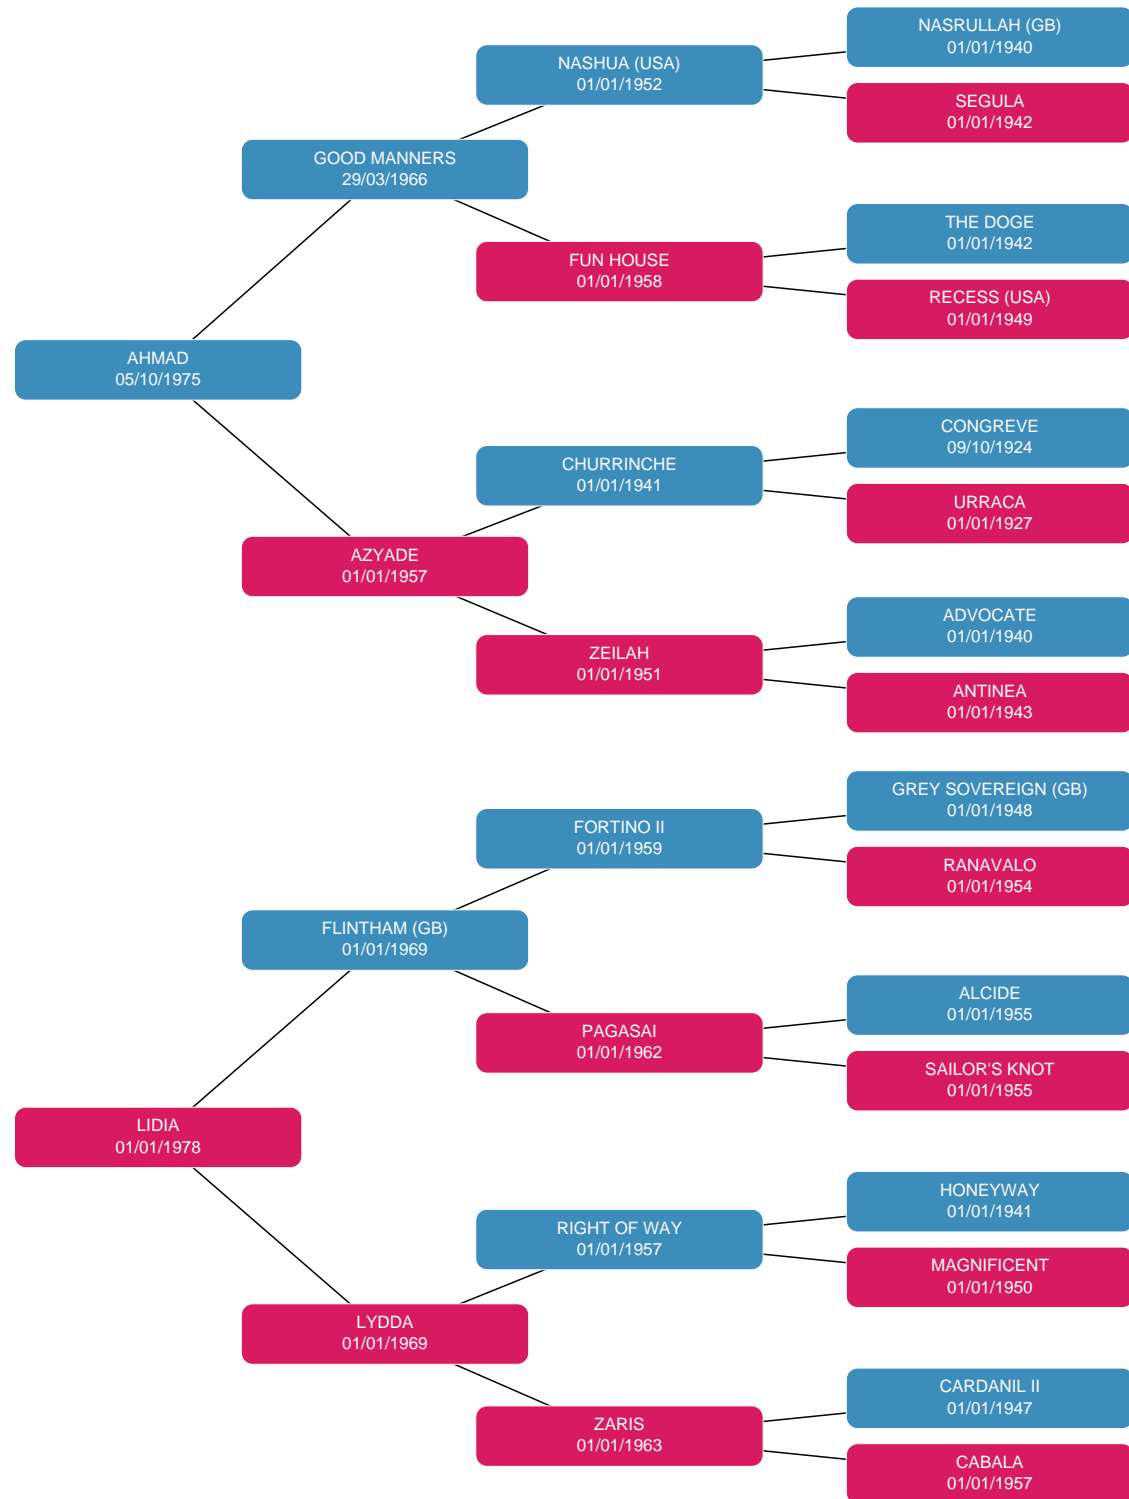 NASRULLAH (GB)
01/01/1940
NASHUA (USA)
01/01/1952
SEGULA
01/01/1942
GOOD MANNERS
29/03/1966
THE DOGE
01/01/1942
FUN HOUSE
01/01/1958
RECESS (USA)
01/01/1949
AHMAD
05/10/1975
CONGREVE
09/10/1924
CHURRINCHE
01/01/1941
URRACA
01/01/1927
AZYADE
01/01/1957
ADVOCATE
01/01/1940
ZEILAH
01/01/1951
ANTINEA
01/01/1943
GREY SOVEREIGN (GB)
01/01/1948
FORTINO II
01/01/1959
RANAVALO
01/01/1954
FLINTHAM (GB)
01/01/1969
ALCIDE
01/01/1955
PAGASAI
01/01/1962
SAILOR'S KNOT
01/01/1955
LIDIA
01/01/1978
HONEYWAY
01/01/1941
RIGHT OF WAY
01/01/1957
MAGNIFICENT
01/01/1950
LYDDA
01/01/1969
CARDANIL II
01/01/1947
ZARIS
01/01/1963
CABALA
01/01/1957